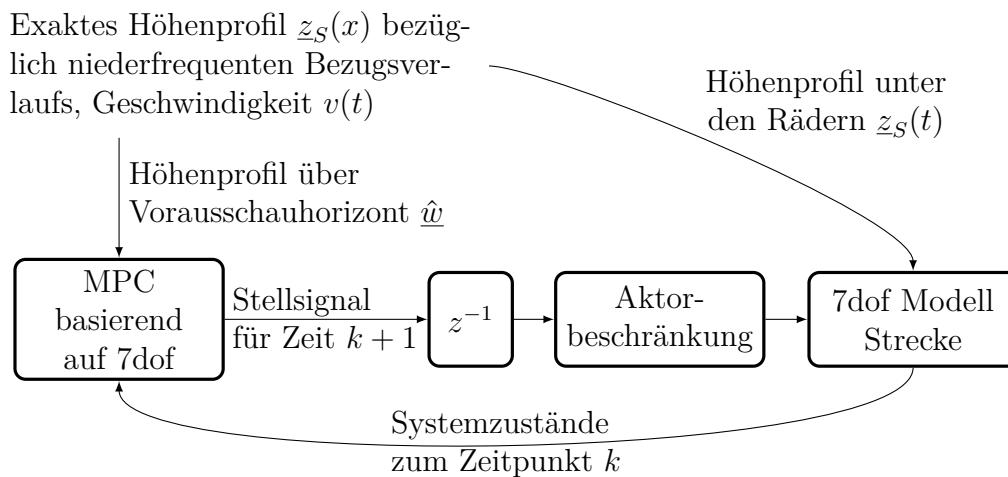 Exaktes Höhenprofil z_S(x) bezüg-
lich niederfrequenten Bezugsver-
laufs, Geschwindigkeit v(t)
Höhenprofil unter
den Rädern z_S(t)
Höhenprofil über
Vorausschauhorizont ŵ
MPC
basierend
auf 7dof
Stellsignal
für Zeit k + 1
z⁻¹
Aktor-
beschränkung
7dof Modell
Strecke
Systemzustände
zum Zeitpunkt k